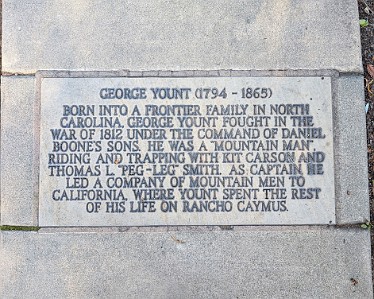 GEORGE YOUNT (1794 - 1865)
BORN INTO A FRONTIER FAMILY IN NORTH
CAROLINA, GEORGE YOUNT FOUGHT IN THE
WAR OF 1812 UNDER THE COMMAND OF DANIEL
BOONE'S SONS. HE WAS A "MOUNTAIN MAN",
RIDING AND TRAPPING WITH KIT CARSON AND
THOMAS L. "PEG-LEG" SMITH. AS CAPTAIN HE
LED A COMPANY OF MOUNTAIN MEN TO
CALIFORNIA, WHERE YOUNT SPENT THE REST
OF HIS LIFE ON RANCHO CAYMUS.